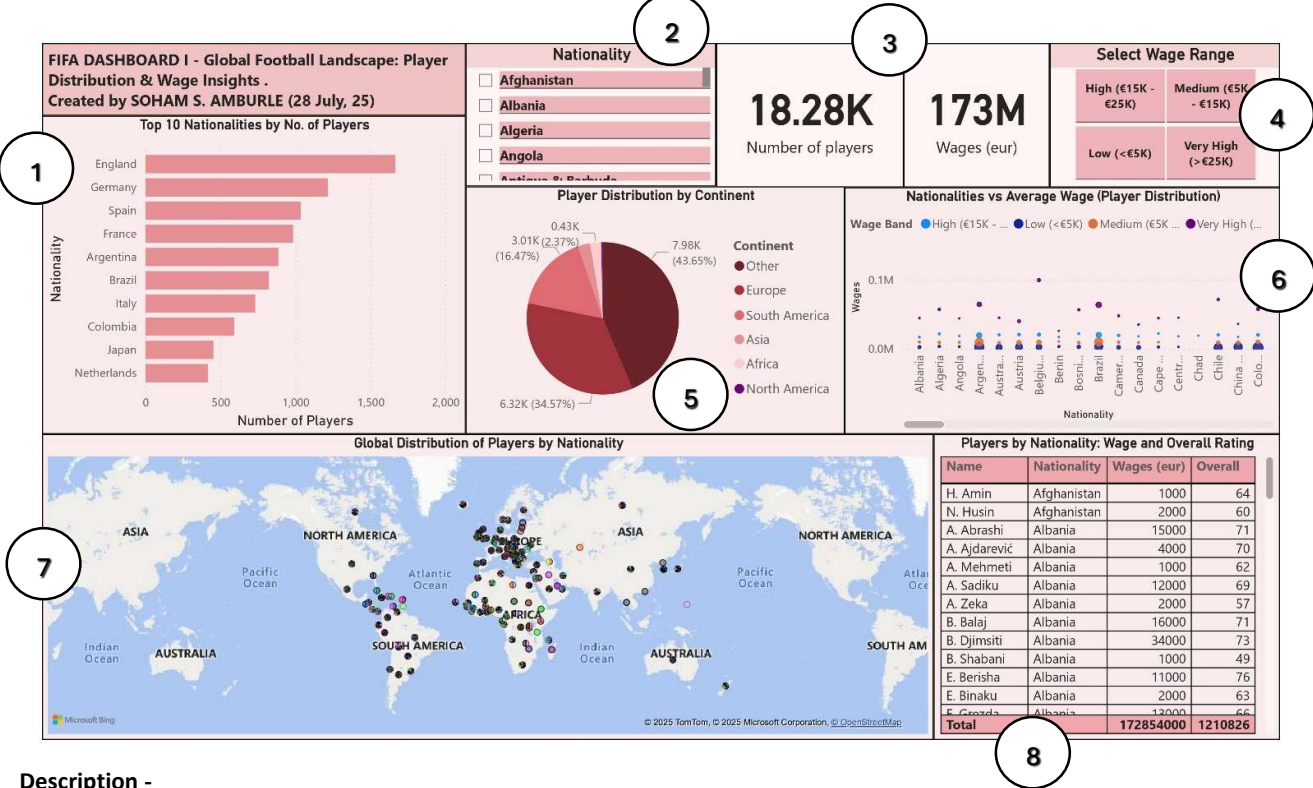 2
3
FIFA DASHBOARD I - Global Football Landscape: Player
Distribution & Wage Insights .
Created by SOHAM S. AMBURLE (28 July, 25)
Nationality
Afghanistan
Albania
Algeria
Angola
Antigua & Barbuda
18.28K
Number of players
173M
Wages (eur)
Select Wage Range
High (€15K -
€25K)
Medium (€5K
- €15K)
Low (<€5K)
Very High
(>€25K)
4
1
Top 10 Nationalities by No. of Players
Nationality
England
Germany
Spain
France
Argentina
Brazil
Italy
Colombia
Japan
Netherlands
0
500
1,000
1,500
2,000
Number of Players
Player Distribution by Continent
0.43K
(2.37%)
3.01K
(16.47%)
7.98K
(43.65%)
6.32K (34.57%)
Continent
Other
Europe
South America
Asia
Africa
North America
5
Nationalities vs Average Wage (Player Distribution)
Wage Band
High (€15K - ...
Low (<€5K)
Medium (€5K ...
Very High (...
6
Wages
0.1M
0.0M
Albania
Algeria
Angola
Argen...
Austra...
Austria
Belgiu...
Benin
Bosni...
Brazil
Camer...
Canada
Cape ...
Centr...
Chad
Chile
China ...
Colo...
Nationality
Global Distribution of Players by Nationality
7
ASIA
NORTH AMERICA
EUROPE
ASIA
NORTH AMERICA
Pacific
Ocean
Atlantic
Ocean
Pacific
Ocean
AFRICA
Indian
Ocean
AUSTRALIA
SOUTH AMERICA
Indian
Ocean
AUSTRALIA
SOUTH AM
Microsoft Bing
© 2025 TomTom, © 2025 Microsoft Corporation, © OpenStreetMap
Players by Nationality: Wage and Overall Rating
Name Nationality Wages (eur) Overall
H. Amin Afghanistan 1000 64
N. Husin Afghanistan 2000 60
A. Abrashi Albania 15000 71
A. Ajdarević Albania 4000 70
A. Mehmeti Albania 1000 62
A. Sadiku Albania 12000 69
A. Zeka Albania 2000 57
B. Balaj Albania 16000 71
B. Djimsiti Albania 34000 73
B. Shabani Albania 1000 49
E. Berisha Albania 11000 76
E. Binaku Albania 2000 63
Albania 13000 66
Total 172854000 1210826
8
Description -